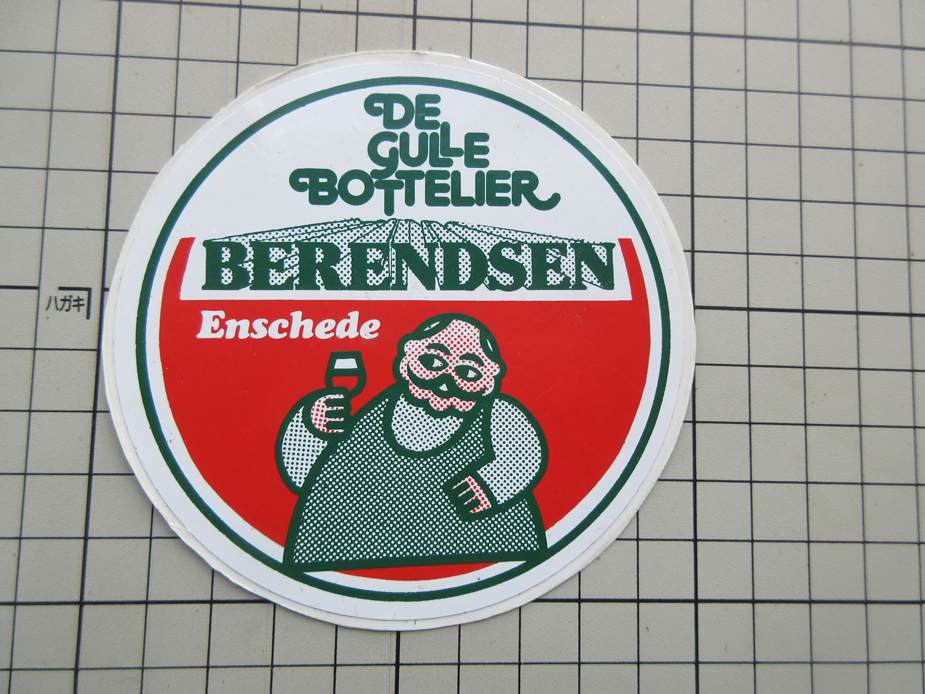 DE
GULLE
BOTTELIER
BERENDSEN
Enschede
ハガキ